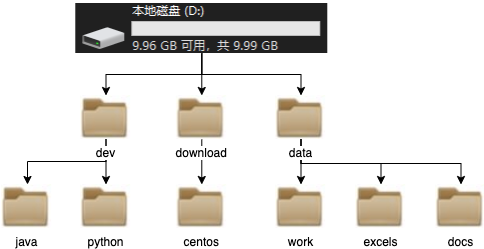 本地磁盘 (D:)
9.96 GB 可用，共 9.99 GB
dev
download
data
java
python
centos
work
excels
docs